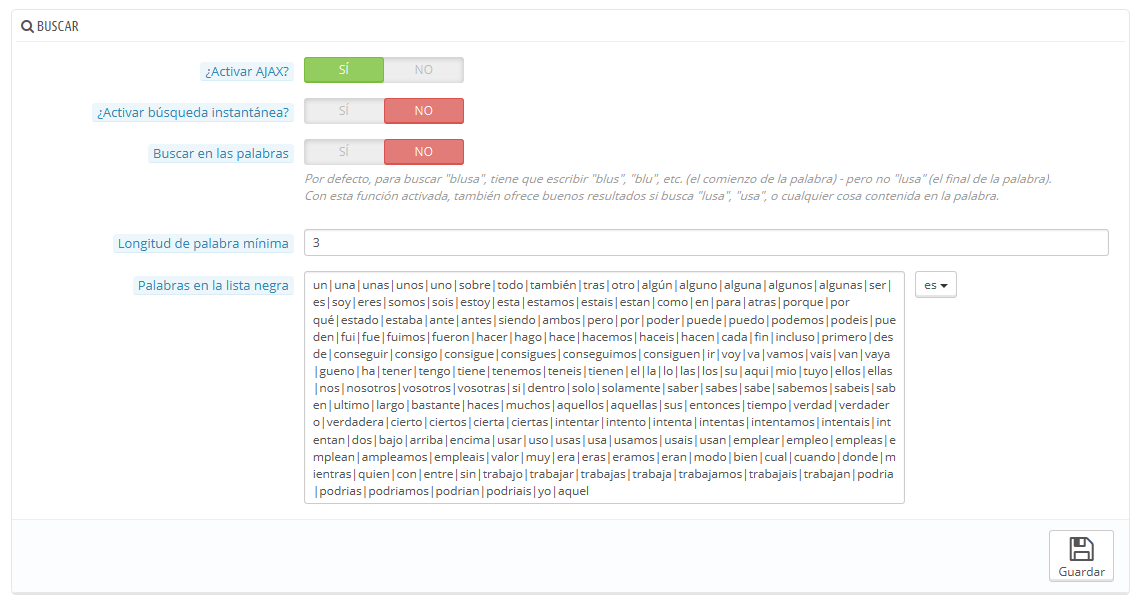 BUSCAR
¿Activar AJAX? SÍ NO
¿Activar búsqueda instantánea? SÍ NO
Buscar en las palabras SÍ NO
Por defecto, para buscar "blusa", tiene que escribir "blus", "blu", etc. (el comienzo de la palabra) - pero no "lusa" (el final de la palabra).
Con esta función activada, también ofrece buenos resultados si busca "lusa", "usa", o cualquier cosa contenida en la palabra.
Longitud de palabra mínima 3
Palabras en la lista negra
un|una|unas|unos|uno|sobre|todo|también|tras|otro|algún|alguno|alguna|algunos|algunas|ser|
es|soy|eres|somos|sois|estoy|esta|estamos|estais|estan|como|en|para|atras|porque|por
qué|estado|estaba|ante|antes|siendo|ambos|pero|por|poder|puede|puedo|podemos|podeis|pue
den|fui|fue|fuimos|fueron|hacer|hago|hace|hacemos|haceis|hacen|cada|fin|incluso|primero|des
de|conseguir|consigo|consigue|consigues|conseguimos|consiguen|ir|voy|va|vamos|vais|van|vaya
|gueno|ha|tener|tengo|tiene|tenemos|teneis|tienen|el|la|lo|las|los|su|aqui|mio|tuyo|ellos|ellas
|nos|nosotros|vosotros|vosotras|si|dentro|solo|solamente|saber|sabes|sabe|sabemos|sabeis|sab
en|ultimo|largo|bastante|haces|muchos|aquellos|aquellas|sus|entonces|tiempo|verdad|verdader
o|verdadera|cierto|ciertos|cierta|ciertas|intentar|intento|intenta|intentas|intentamos|intentais|int
entan|dos|bajo|arriba|encima|usar|uso|usas|usa|usamos|usais|usan|emplear|empleo|empleas|e
mplean|ampleamos|empleais|valor|muy|era|eras|eramos|eran|modo|bien|cual|cuando|donde|m
ientras|quien|con|entre|sin|trabajo|trabajar|trabajas|trabaja|trabajamos|trabajais|trabajan|podria
|podrias|podriamos|podrian|podriais|yo|aquel
es
Guardar